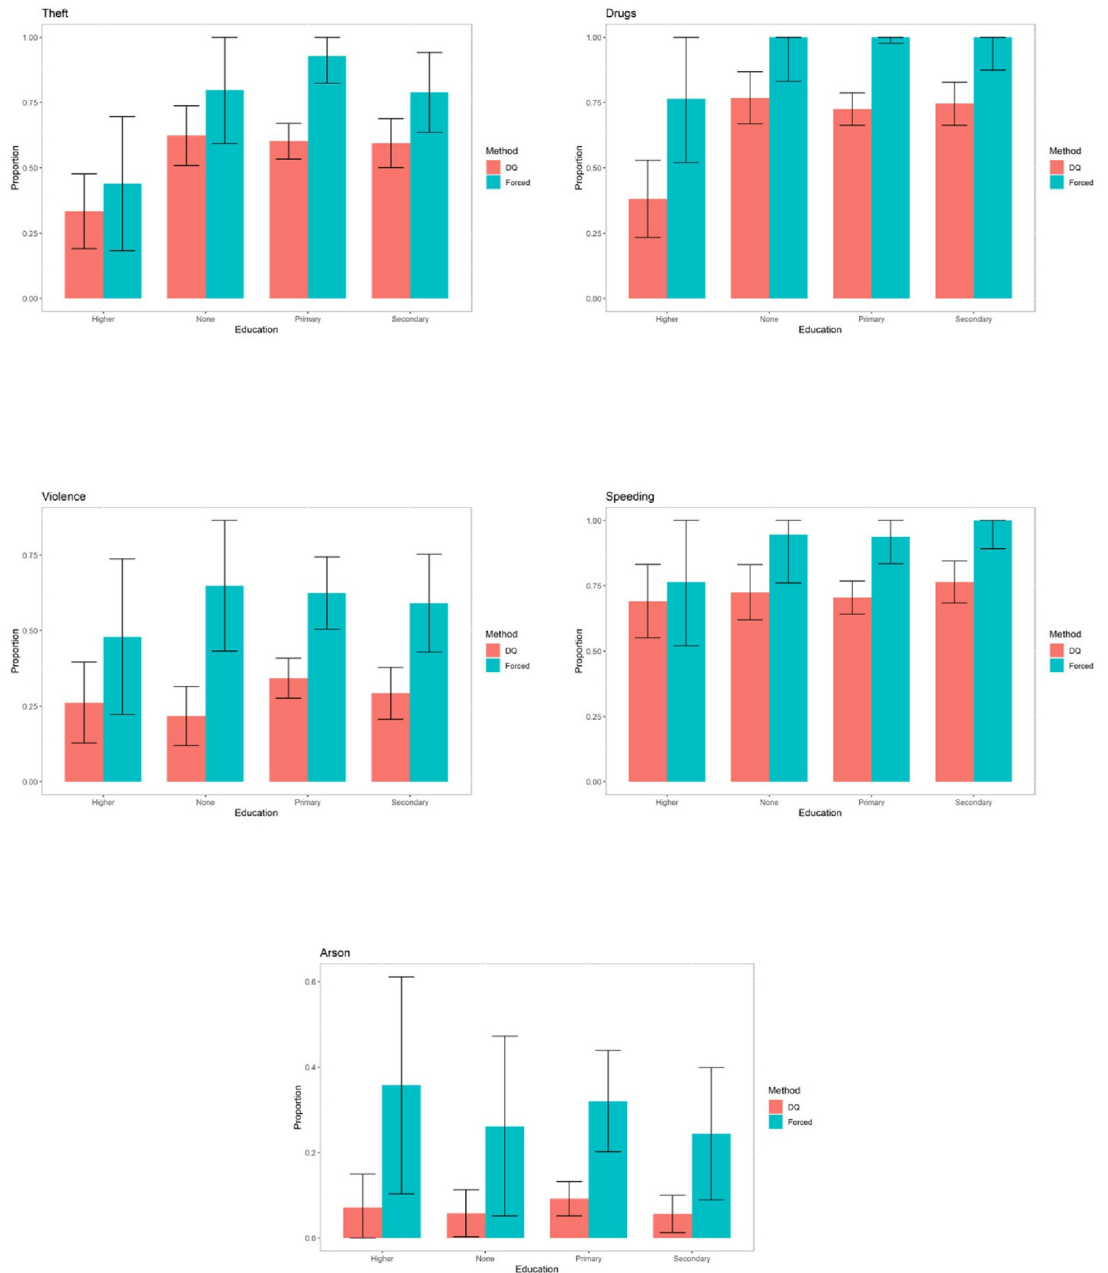 Theft
1.00
0.75
0.50
0.25
0.00
Proportion
Higher
None
Primary
Secondary
Education
Method
DQ
Forced
Drugs
1.00
0.75
0.50
0.25
0.00
Proportion
Higher
None
Primary
Secondary
Education
Method
DQ
Forced
Violence
0.75
0.50
0.25
0.00
Proportion
Higher
None
Primary
Secondary
Education
Method
DQ
Forced
Speeding
1.00
0.75
0.50
0.25
0.00
Proportion
Higher
None
Primary
Secondary
Education
Method
DQ
Forced
Arson
0.6
0.4
0.2
0.0
Proportion
Higher
None
Primary
Secondary
Education
Method
DQ
Forced